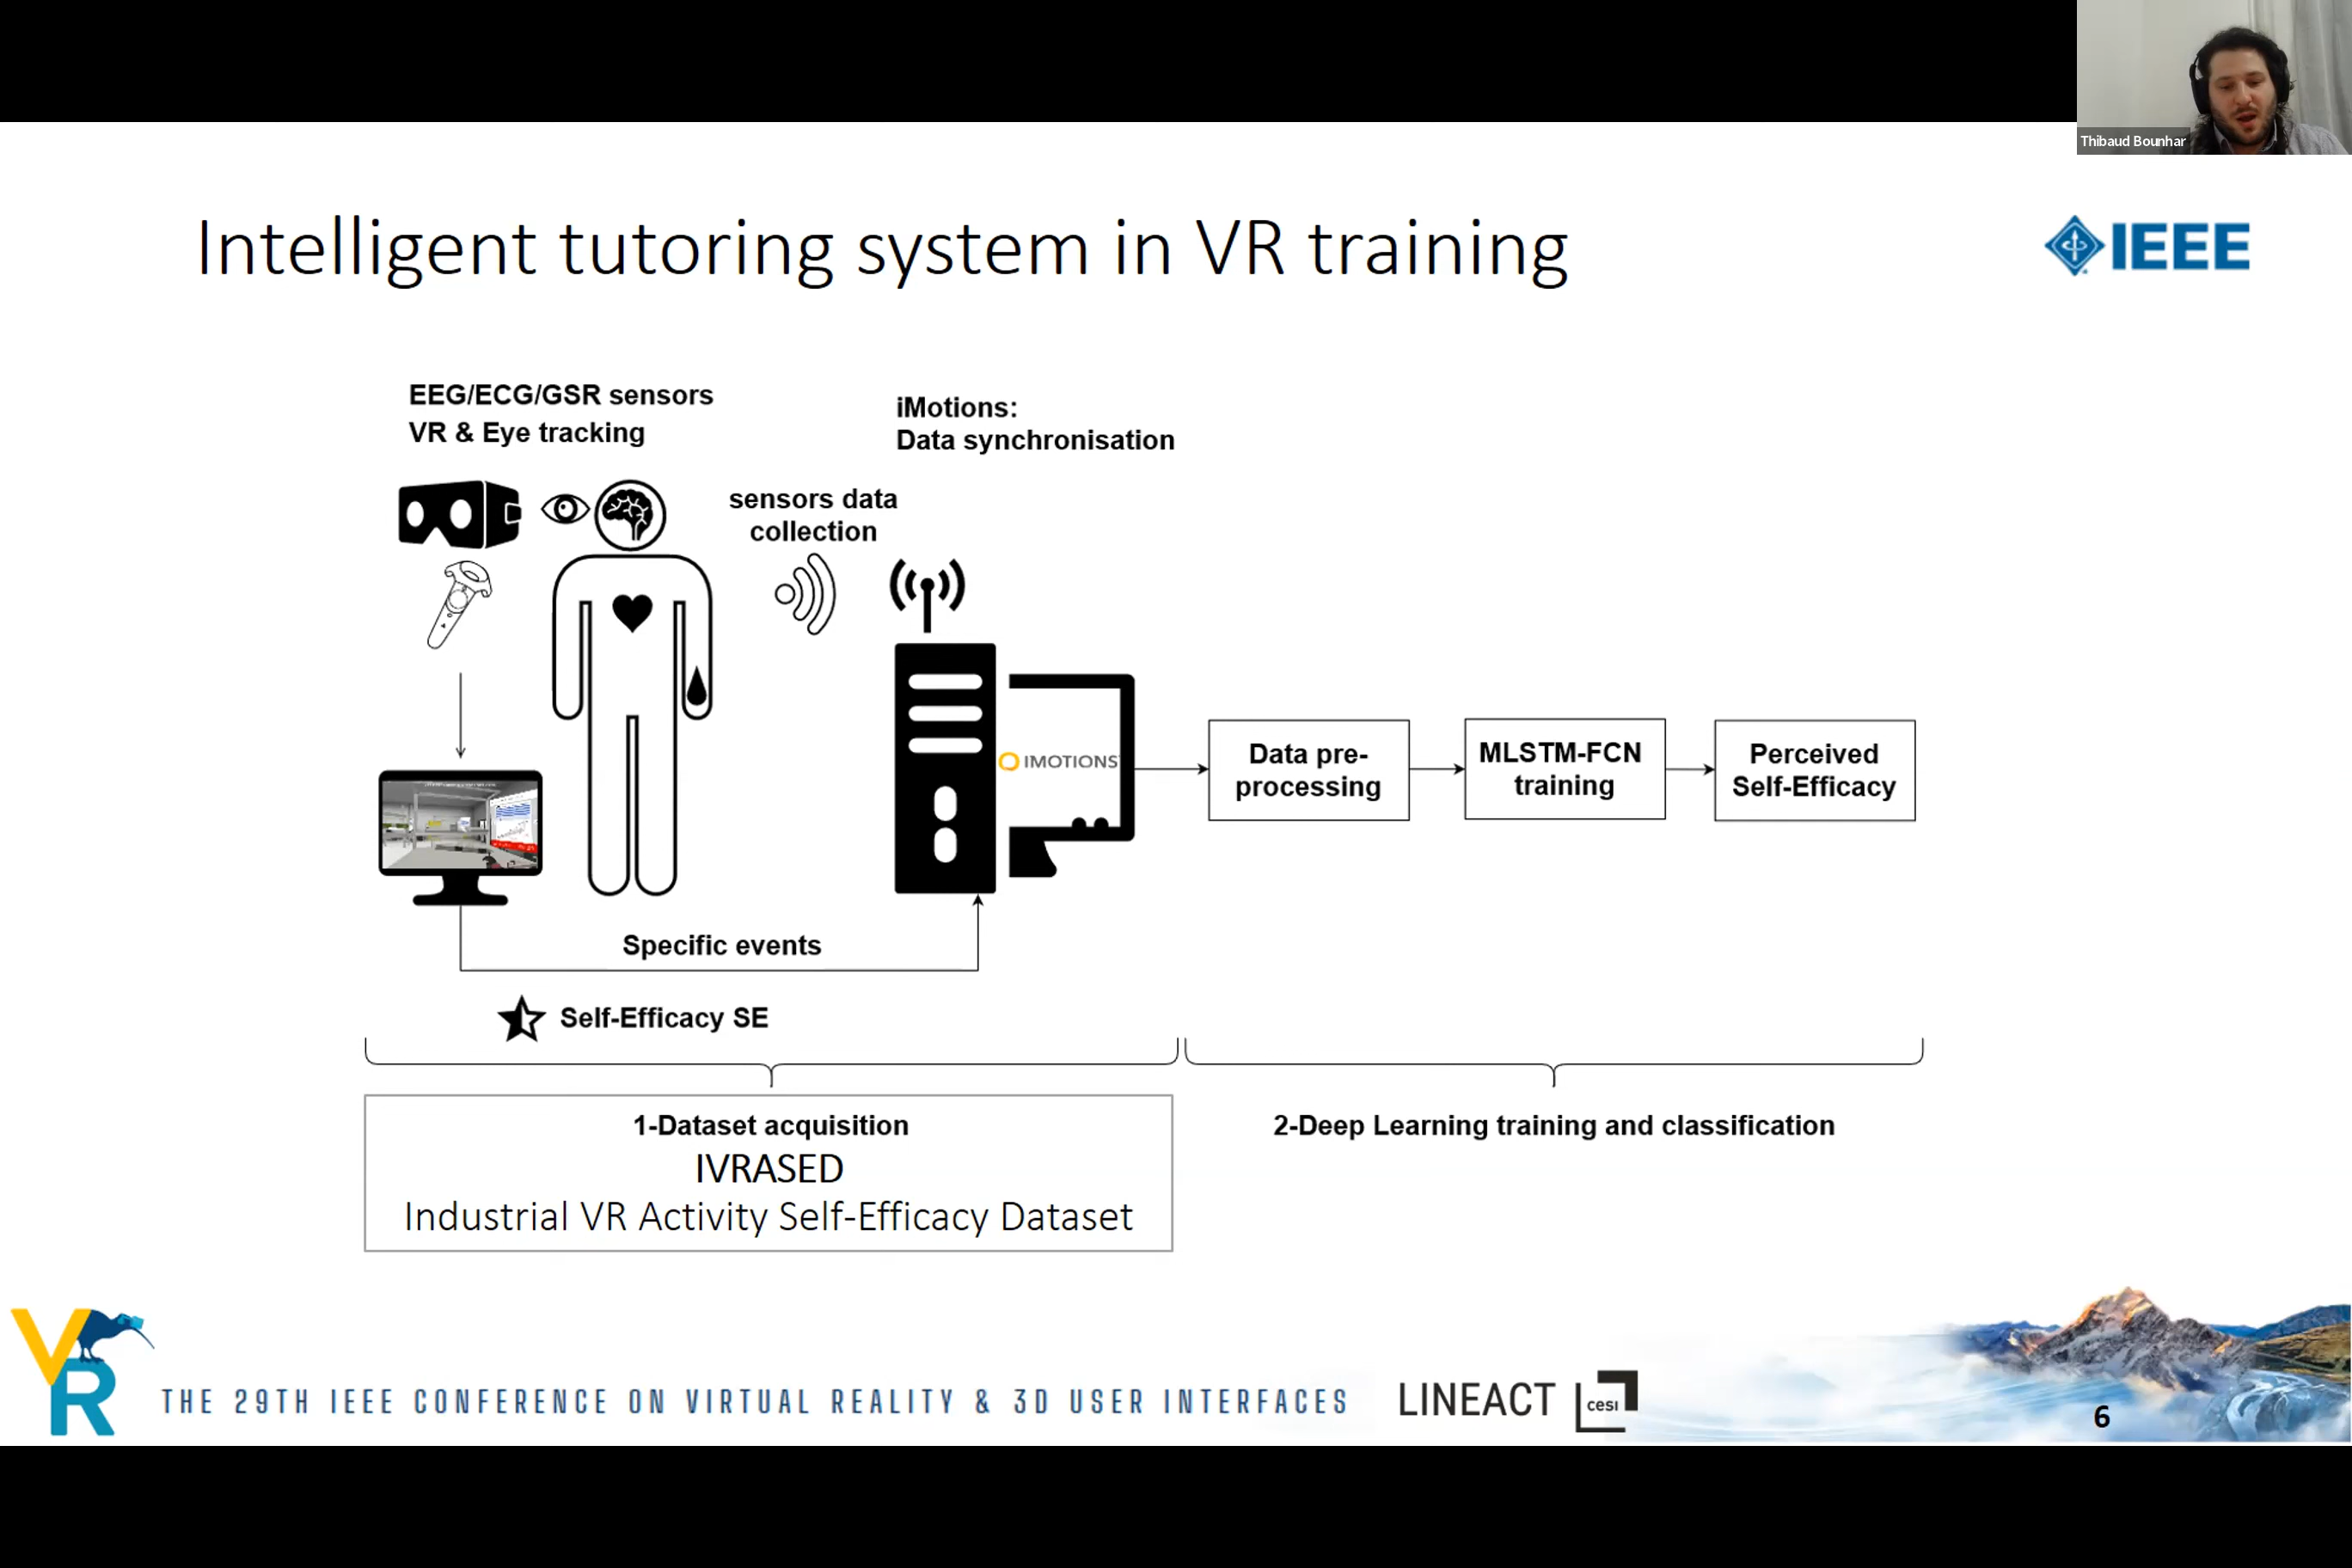 Thibaud Bounhar
Intelligent tutoring system in VR training
IEEE
EEG/ECG/GSR sensors
VR & Eye tracking
iMotions:
Data synchronisation
sensors data
collection
IMOTIONS
Data pre-
processing
MLSTM-FCN
training
Perceived
Self-Efficacy
Specific events
Self-Efficacy SE
1-Dataset acquisition
IVRASED
Industrial VR Activity Self-Efficacy Dataset
2-Deep Learning training and classification
VR
THE 29TH IEEE CONFERENCE ON VIRTUAL REALITY & 3D USER INTERFACES
LINEACT
cesi
6